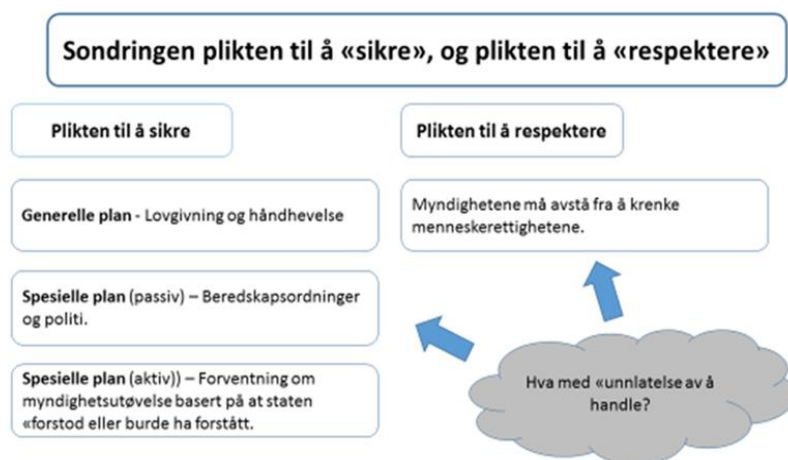 Sondringen plikten til å «sikre», og plikten til å «respektere»
Plikten til å sikre
Plikten til å respektere
Generelle plan - Lovgivning og håndhevelse
Myndighetene må avstå fra å krenke
menneskerettighetene.
Spesielle plan (passiv) – Beredskapsordninger
og politi.
Spesielle plan (aktiv)) – Forventning om
myndighetsutøvelse basert på at staten
«forstod eller burde ha forstått.
Hva med «unnlatelse av å
handle?